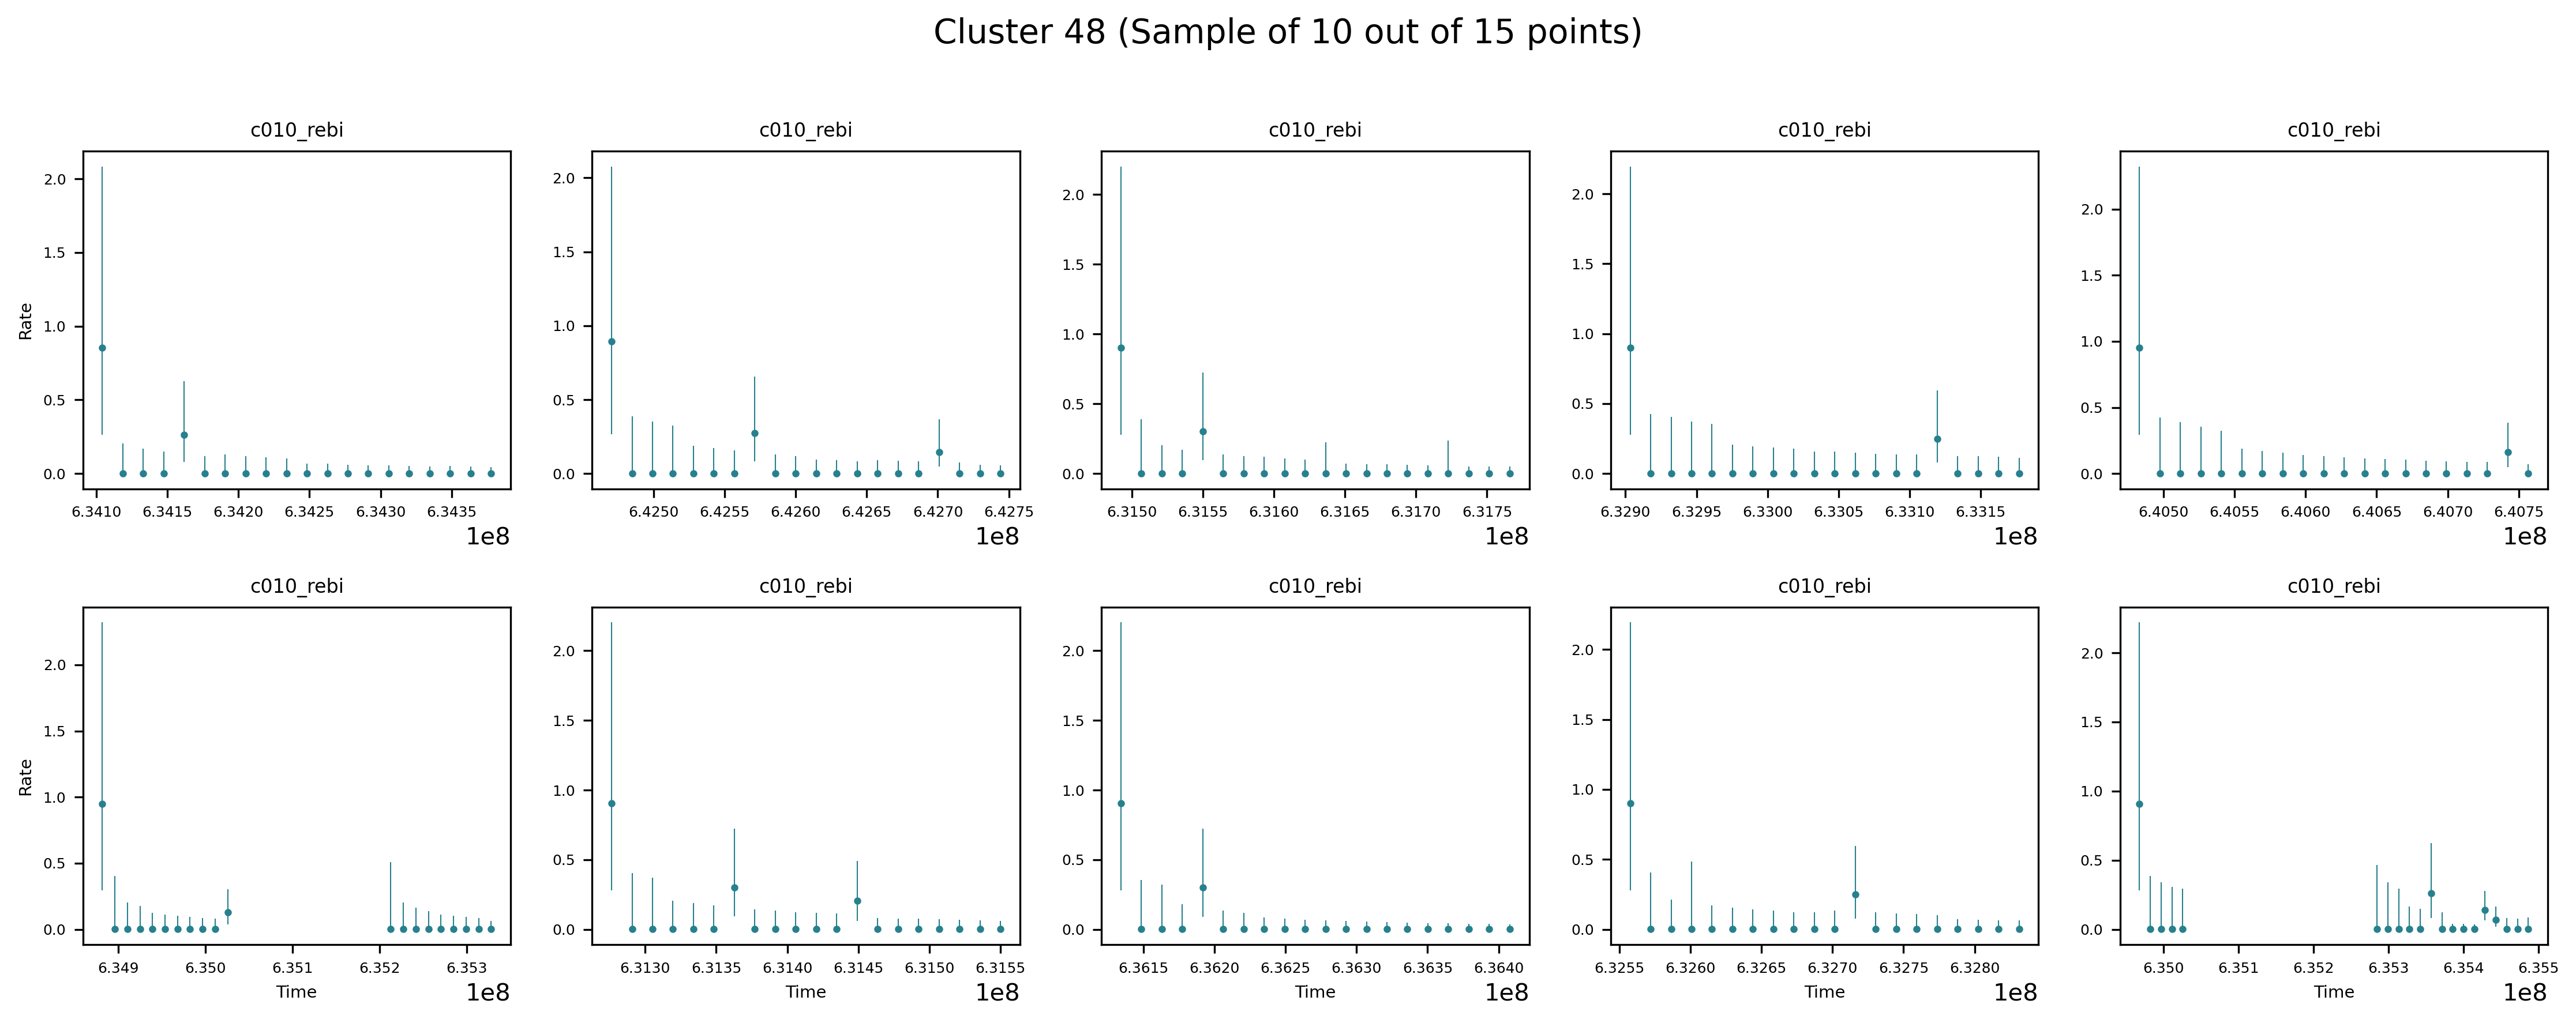 Cluster 48 (Sample of 10 out of 15 points)
c010_rebi c010_rebi c010_rebi c010_rebi c010_rebi
Rate
2.0 1.5 1.0 0.5 0.0
6.3410 6.3415 6.3420 6.3425 6.3430 6.3435
1e8
2.0 1.5 1.0 0.5 0.0
6.4250 6.4255 6.4260 6.4265 6.4270 6.4275
1e8
2.0 1.5 1.0 0.5 0.0
6.3150 6.3155 6.3160 6.3165 6.3170 6.3175
1e8
2.0 1.5 1.0 0.5 0.0
6.3290 6.3295 6.3300 6.3305 6.3310 6.3315
1e8
2.0 1.5 1.0 0.5 0.0
6.4050 6.4055 6.4060 6.4065 6.4070 6.4075
1e8
c010_rebi c010_rebi c010_rebi c010_rebi c010_rebi
Rate
2.0 1.5 1.0 0.5 0.0
6.349 6.350 6.351 6.352 6.353
Time 1e8
2.0 1.5 1.0 0.5 0.0
6.3130 6.3135 6.3140 6.3145 6.3150 6.3155
Time 1e8
2.0 1.5 1.0 0.5 0.0
6.3615 6.3620 6.3625 6.3630 6.3635 6.3640
Time 1e8
2.0 1.5 1.0 0.5 0.0
6.3255 6.3260 6.3265 6.3270 6.3275 6.3280
Time 1e8
2.0 1.5 1.0 0.5 0.0
6.350 6.351 6.352 6.353 6.354 6.355
Time 1e8